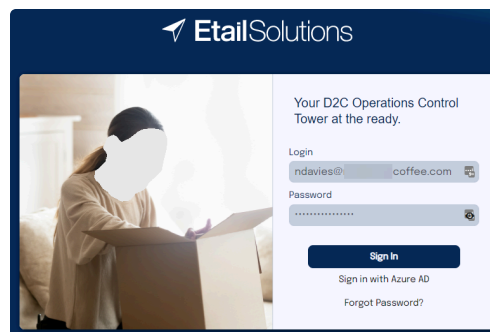 EtailSolutions
Your D2C Operations Control
Tower at the ready.
Login
ndavies@ coffee.com
Password
Sign In
Sign in with Azure AD
Forgot Password?